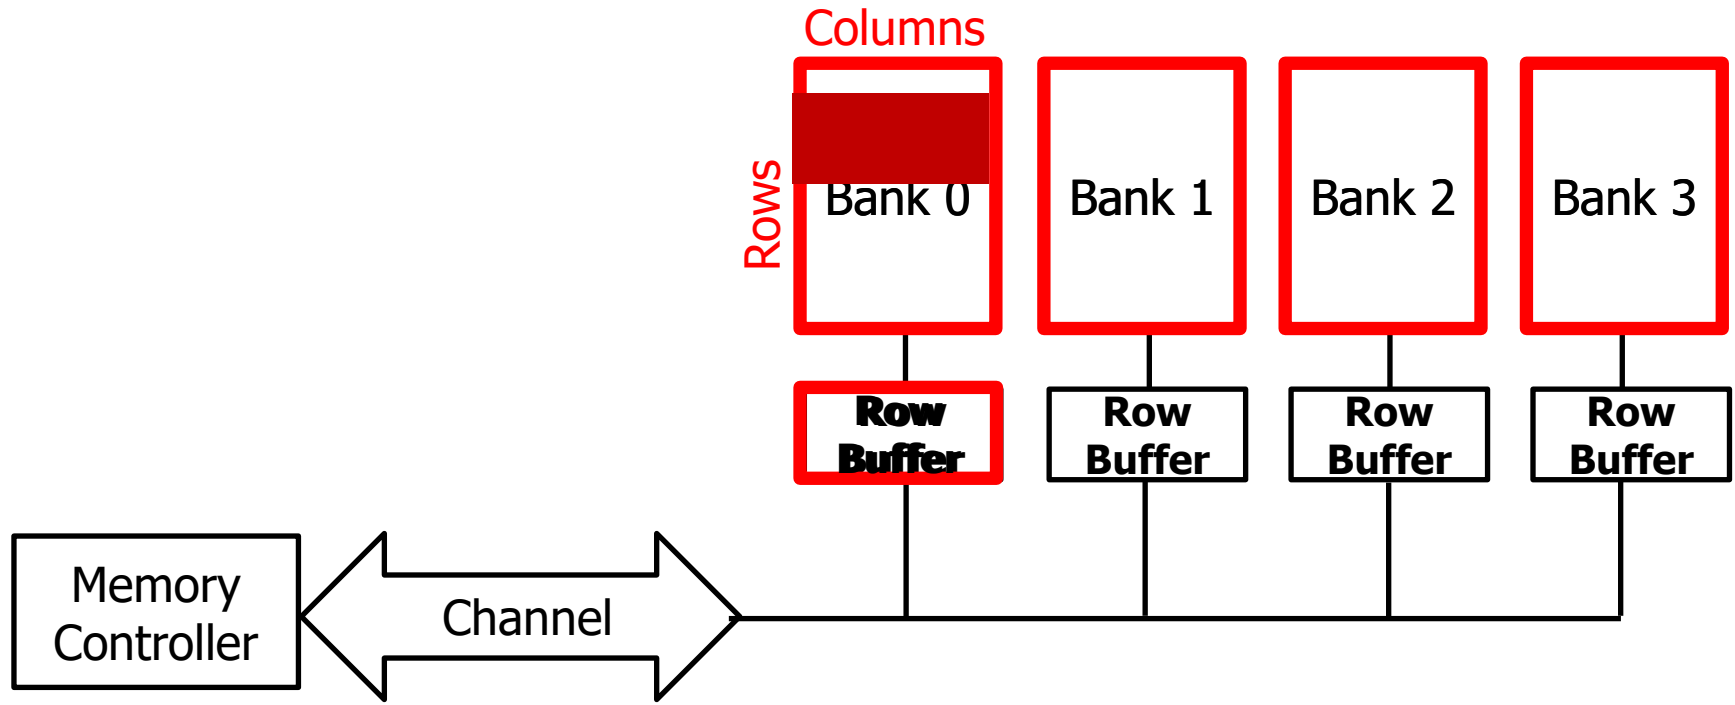 Columns
Rows
Bank 0
Bank 1
Bank 2
Bank 3
Row
Buffer
Row
Buffer
Row
Buffer
Row
Buffer
Memory
Controller
Channel